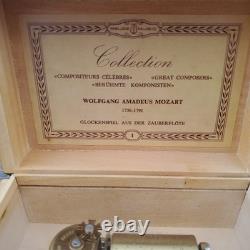 Collection
«COMPOSITEURS CÉLÈBRES» «GREAT COMPOSERS»
«BERÜHMTE KOMPONISTEN»
WOLFGANG AMADEUS MOZART
1756-1791
GLOCKENSPIEL AUS DER ZAUBERFLÖTE
1